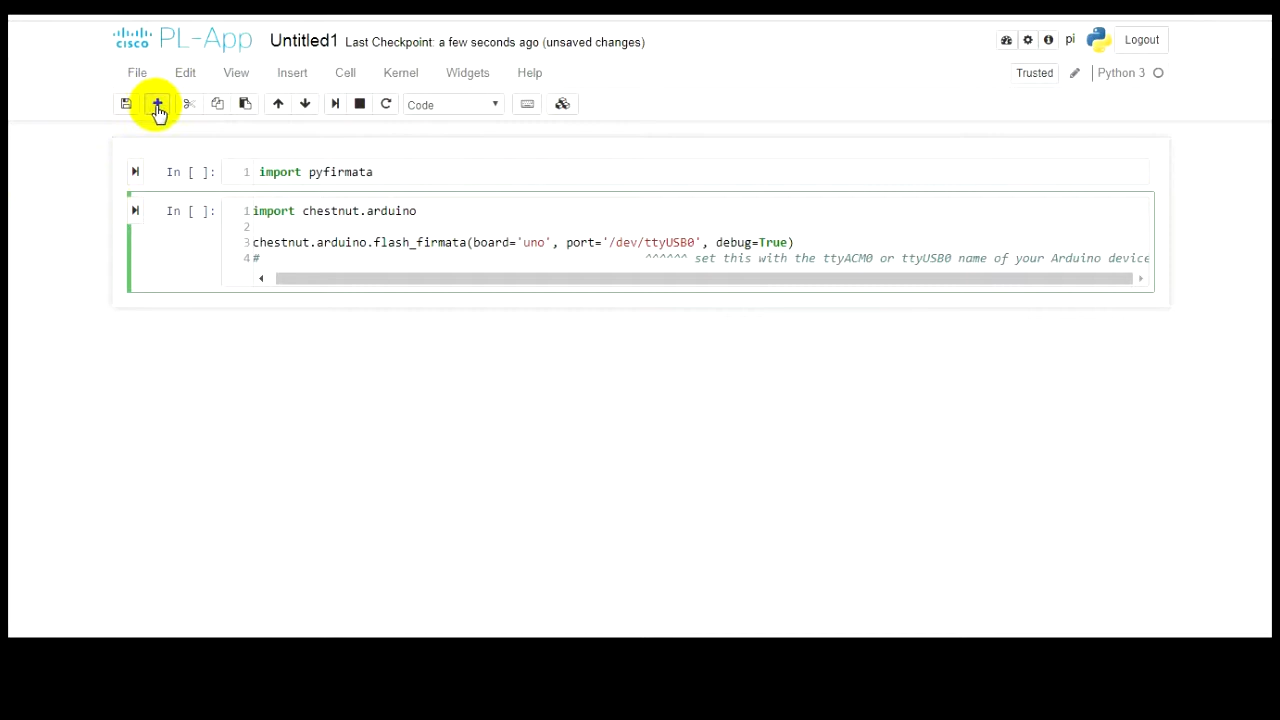 cisco PL-App Untitled1 Last Checkpoint: a few seconds ago (unsaved changes) pi Logout
File Edit View Insert Cell Kernel Widgets Help Trusted Python 3
Code
In [ ]: 1 import pyfirmata
In [ ]: 1 import chestnut.arduino
2
3 chestnut.arduino.flash_firmata(board='uno', port='/dev/ttyUSB0', debug=True)
4 # ^^^^^^ set this with the ttyACM0 or ttyUSB0 name of your Arduino device